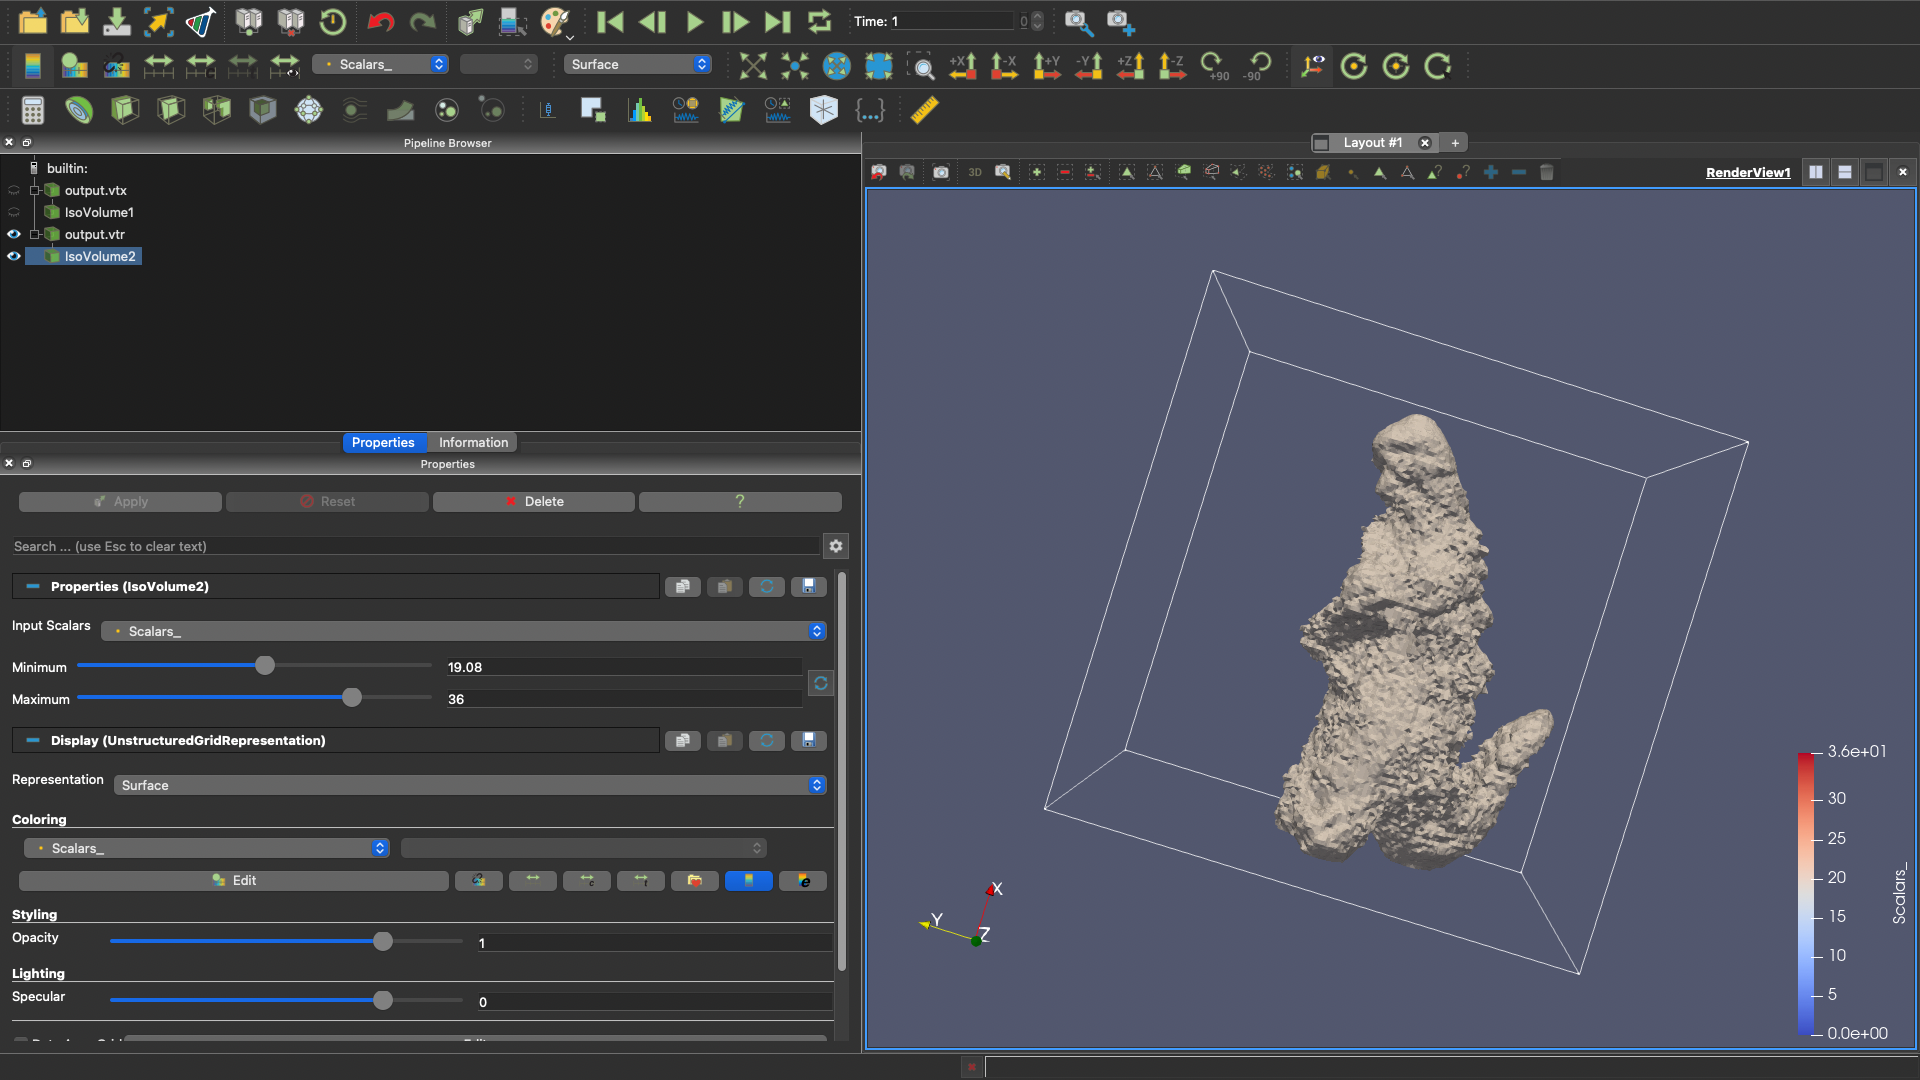 Time: 1
0
Scalars_
Surface
+X
-X
+Y
-Y
+Z
-Z
+90
-90
Pipeline Browser
Layout #1
+
builtin:
3D
RenderView1
output.vtx
IsoVolume1
output.vtr
IsoVolume2
Properties
Information
Properties
Apply
Reset
Delete
?
Search ... (use Esc to clear text)
Properties (IsoVolume2)
Input Scalars
Scalars_
Minimum
19.08
Maximum
36
Display (UnstructuredGridRepresentation)
Representation
Surface
Coloring
Scalars_
Edit
Styling
Opacity
1
Lighting
Specular
0
X
Y
Z
3.6e+01
30
25
20
15
10
5
0.0e+00
Scalars_